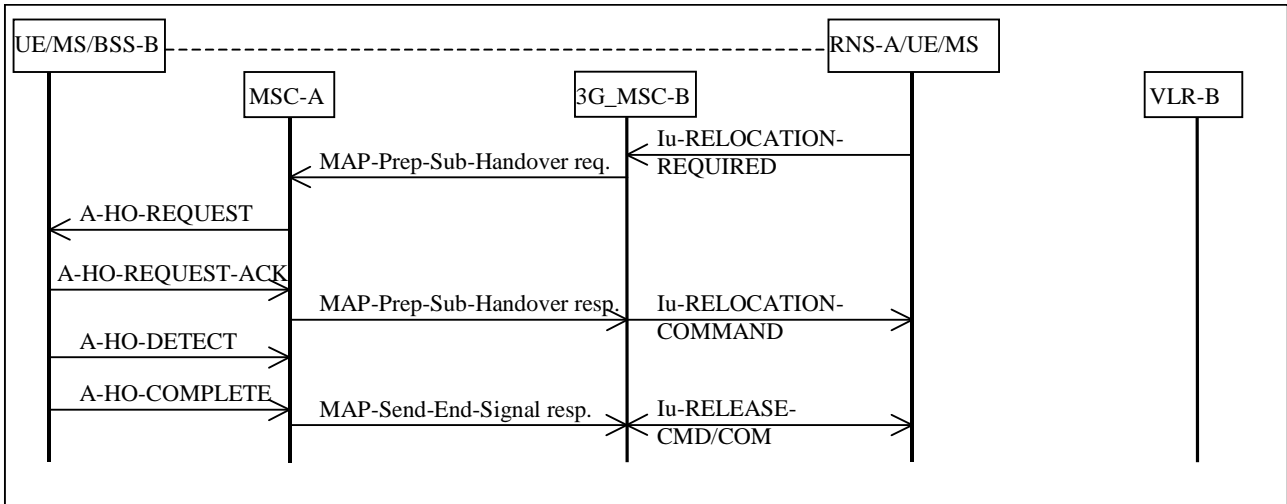 UE/MS/BSS-B
RNS-A/UE/MS
MSC-A
3G_MSC-B
VLR-B
Iu-RELOCATION-
REQUIRED
MAP-Prep-Sub-Handover req.
A-HO-REQUEST
A-HO-REQUEST-ACK
MAP-Prep-Sub-Handover resp.
Iu-RELOCATION-
COMMAND
A-HO-DETECT
A-HO-COMPLETE
MAP-Send-End-Signal resp.
Iu-RELEASE-
CMD/COM